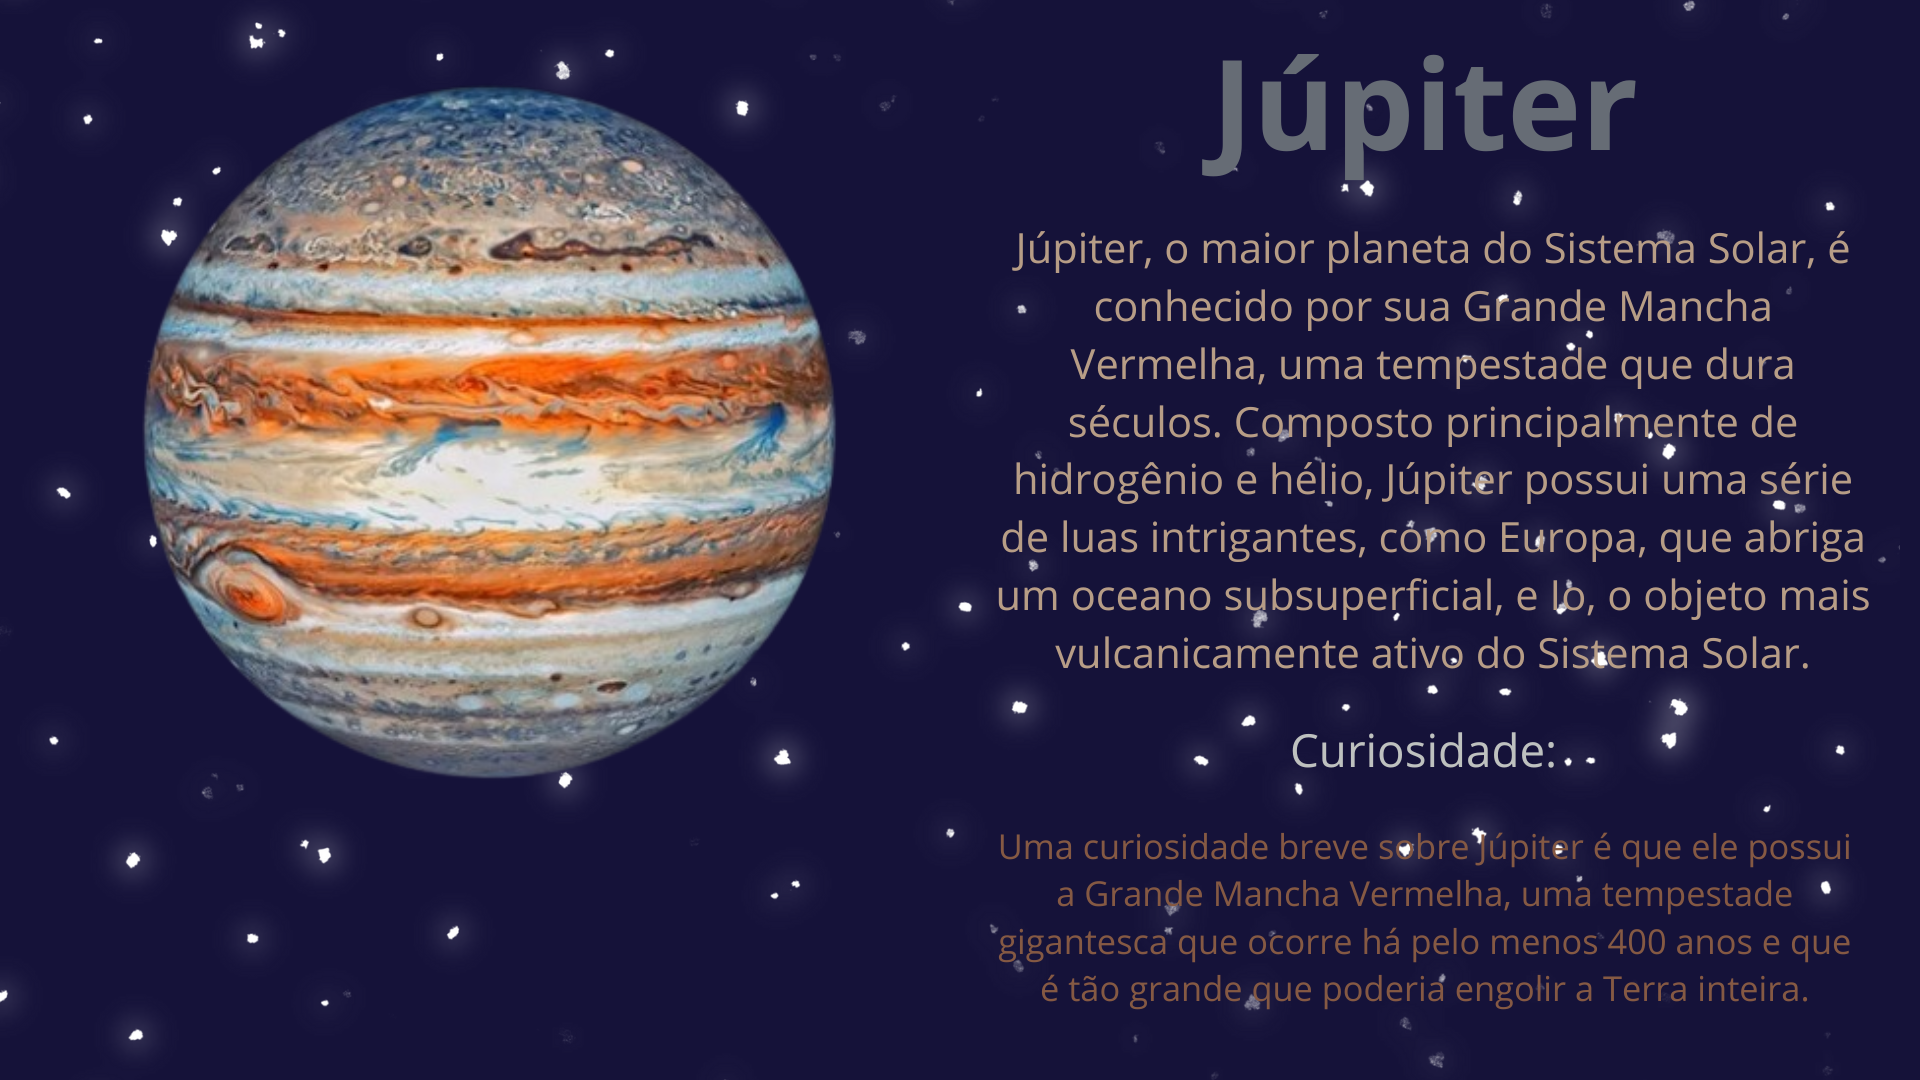 Júpiter
Júpiter, o maior planeta do Sistema Solar, é
conhecido por sua Grande Mancha
Vermelha, uma tempestade que dura
séculos. Composto principalmente de
hidrogênio e hélio, Júpiter possui uma série
de luas intrigantes, como Europa, que abriga
um oceano subsuperficial, e Io, o objeto mais
vulcanicamente ativo do Sistema Solar.
Curiosidade:
Uma curiosidade breve sobre Júpiter é que ele possui
a Grande Mancha Vermelha, uma tempestade
gigantesca que ocorre há pelo menos 400 anos e que
é tão grande que poderia engolir a Terra inteira.